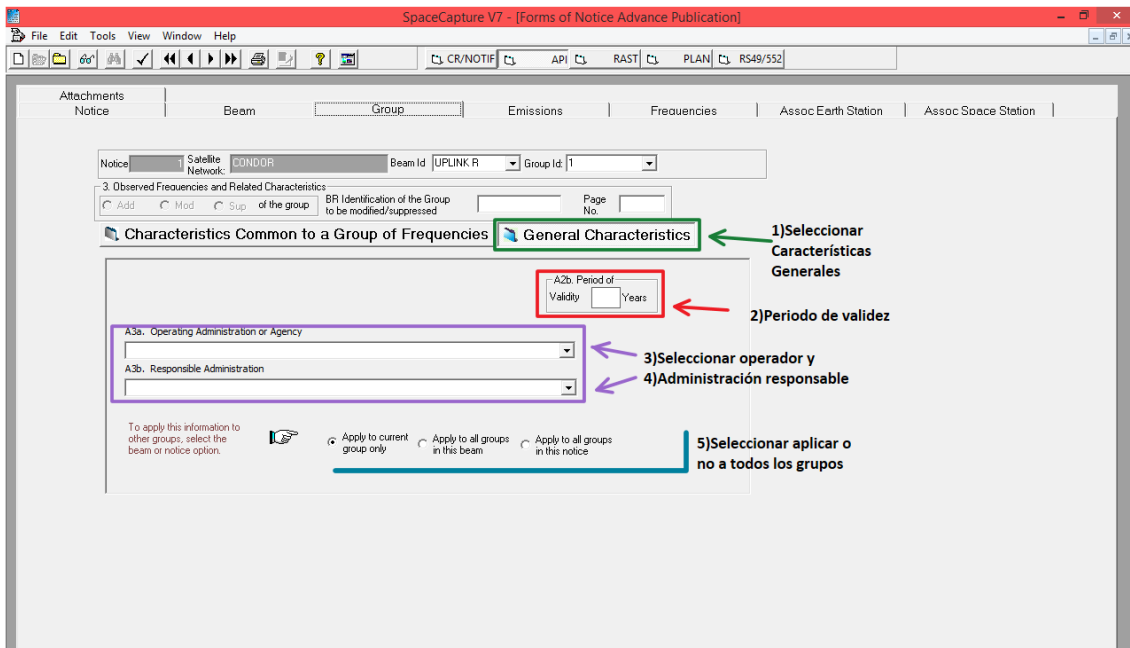 SpaceCapture V7 - [Forms of Notice Advance Publication]
File Edit Tools View Window Help
CR/NOTIF API RAST PLAN RS49/552
Attachments
Notice Beam Group Emissions Frequencies Assoc Earth Station Assoc Space Station
Notice 1 Satellite Network: CONDOR Beam Id UPLINK R Group Id: 1
3. Observed Frequencies and Related Characteristics
Add Mod Sup of the group BR Identification of the Group to be modified/suppressed Page No.
Characteristics Common to a Group of Frequencies General Characteristics
1)Seleccionar
Características
Generales
A2b. Period of
Validity Years
2)Periodo de validez
A3a. Operating Administration or Agency
3)Seleccionar operador y
A3b. Responsible Administration
4)Administración responsable
To apply this information to
other groups, select the
beam or notice option.
Apply to current
group only
Apply to all groups
in this beam
Apply to all groups
in this notice
5)Seleccionar aplicar o
no a todos los grupos